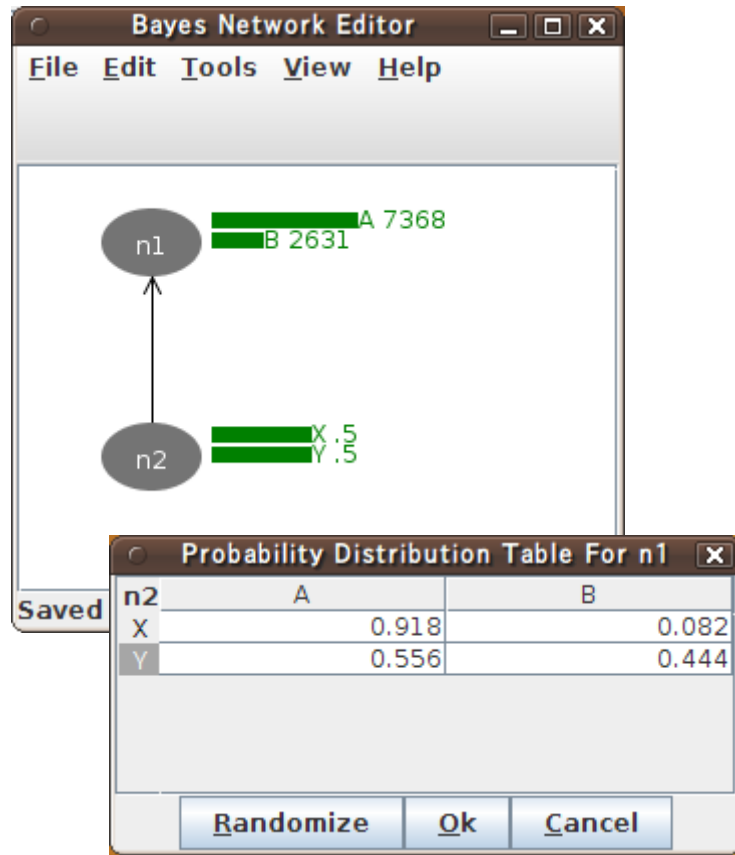 Bayes Network Editor
File Edit Tools View Help
n1
A 7368
B 2631
n2
X .5
Y .5
Saved
Probability Distribution Table For n1
n2 A B
X 0.918 0.082
Y 0.556 0.444
Randomize Ok Cancel